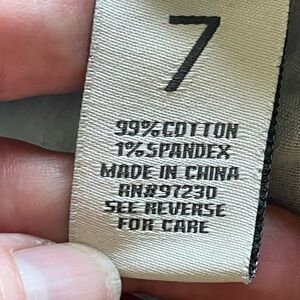 7
99%COTTON
1%SPANDEX
MADE IN CHINA
RN#97230
SEE REVERSE
FOR CARE